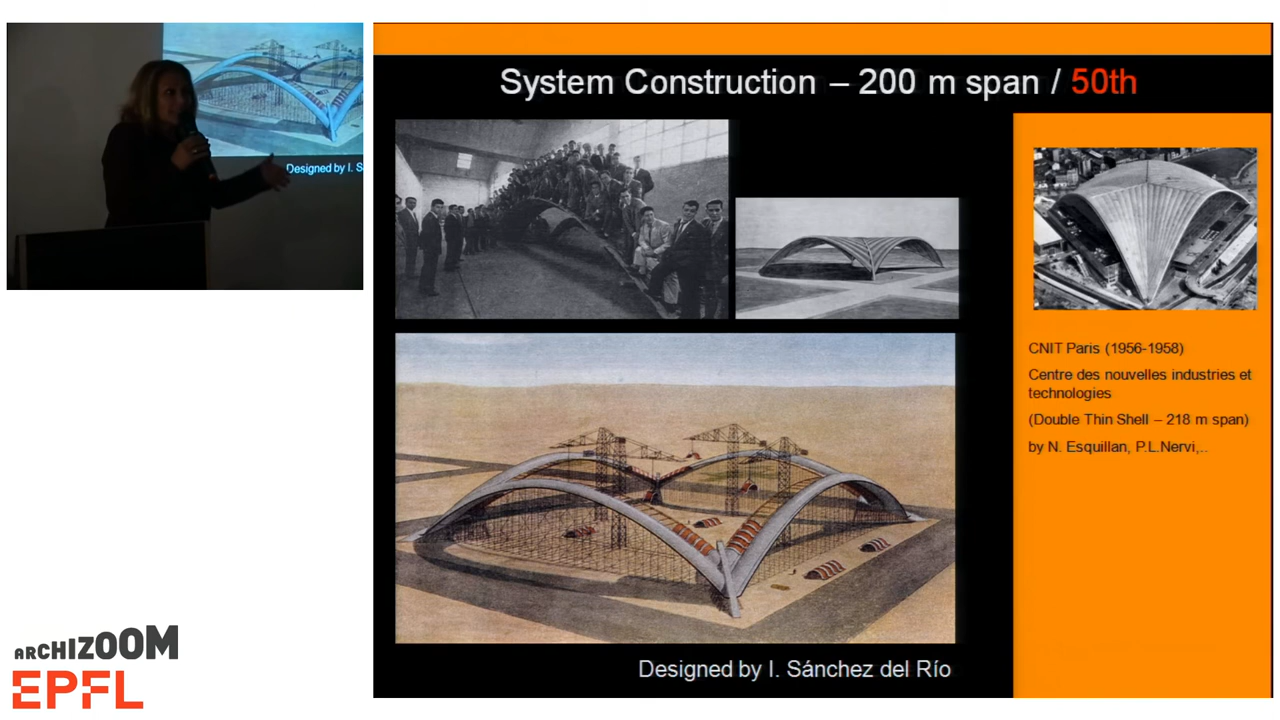 Designed by I. S
System Construction – 200 m span / 50th
CNIT Paris (1956-1958)
Centre des nouvelles industries et
technologies
(Double Thin Shell – 218 m span)
by N. Esquillan, P.L.Nervi,..
Designed by I. Sánchez del Río
ARCHIZOOM
EPFL